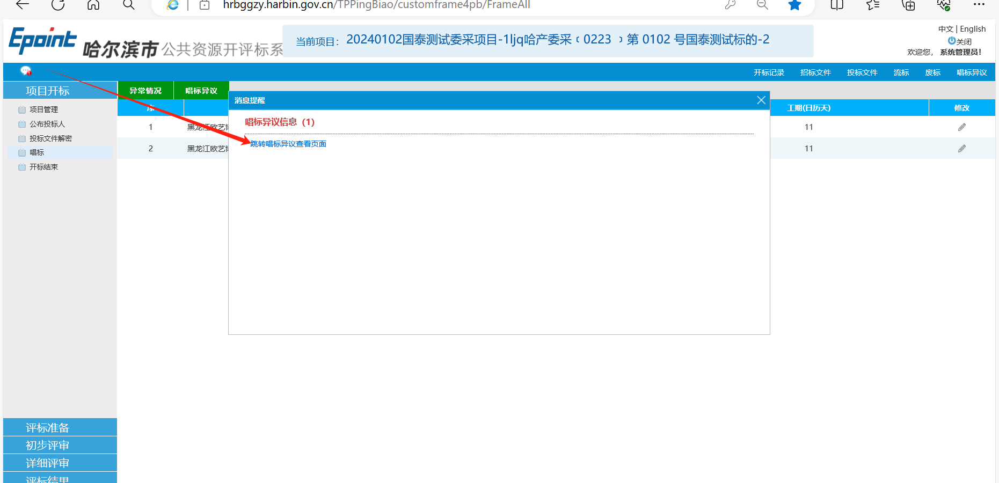 hrbggzy.harbin.gov.cn/TPPingBiao/customframe4pb/FrameAll
Epoint
哈尔滨市公共资源开评标系
当前项目：
20240102国泰测试委采项目-1ljq哈产委采﹝0223 ﹞第 0102 号国泰测试标的-2
中文 | English
关闭
欢迎您， 系统管理员！
开标记录 招标文件 投标文件 流标 废标 唱标异议
项目开标
项目管理
公布投标人
投标文件解密
唱标
开标结束
评标准备
初步评审
详细评审
评标结果
异常情况 唱标异议
序 工期(日历天) 修改
1 黑龙江欧艺 11
2 黑龙江欧艺 11
消息提醒
唱标异议信息（1）
跳转唱标异议查看页面